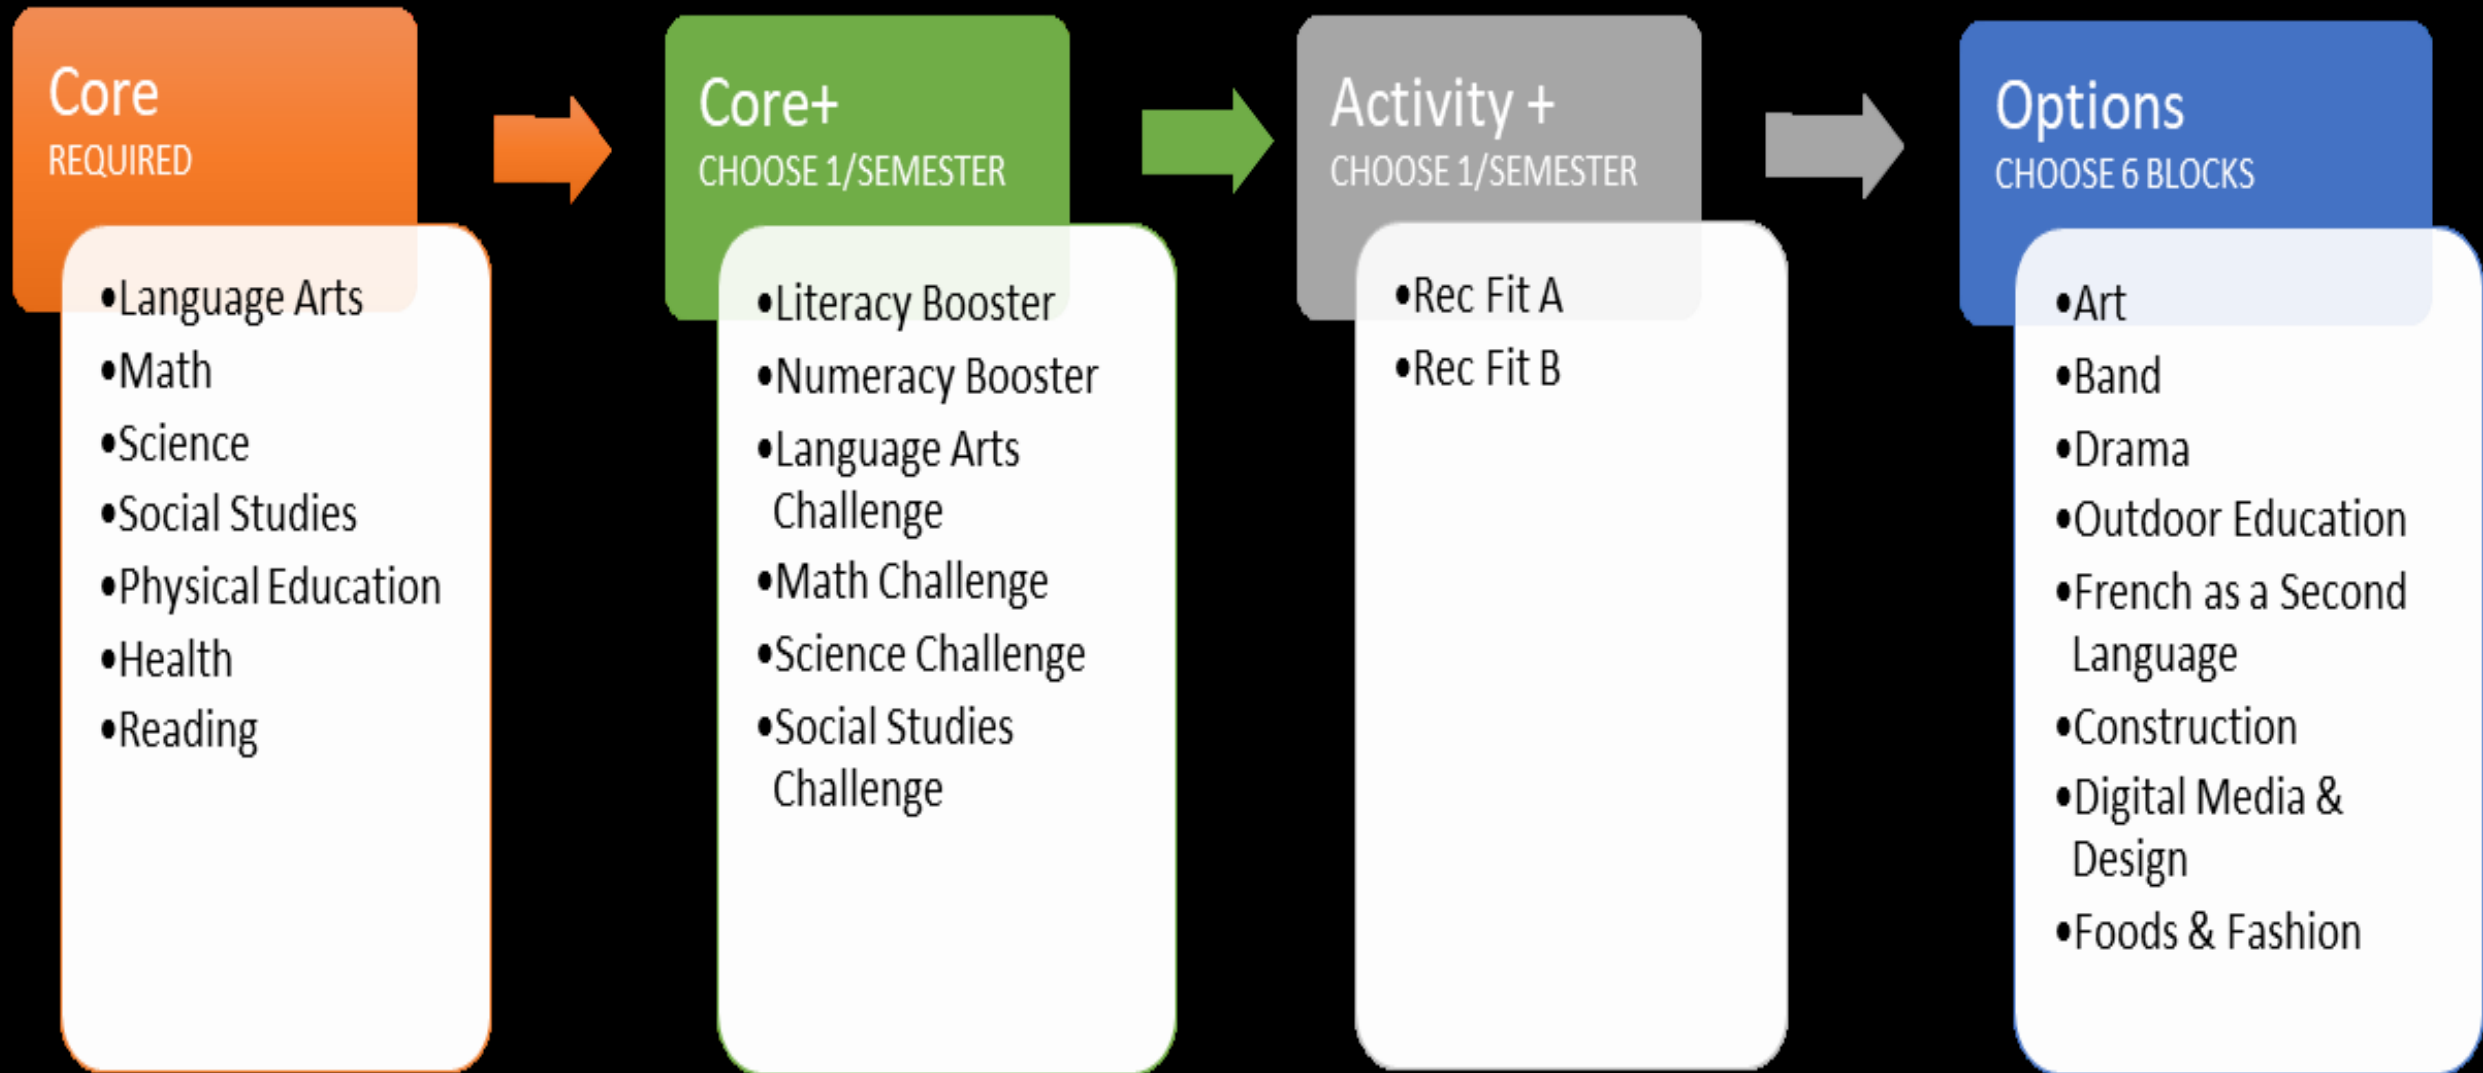 Core
REQUIRED
•Language Arts
•Math
•Science
•Social Studies
•Physical Education
•Health
•Reading
Core+
CHOOSE 1/SEMESTER
•Literacy Booster
•Numeracy Booster
•Language Arts
Challenge
•Math Challenge
•Science Challenge
•Social Studies
Challenge
Activity +
CHOOSE 1/SEMESTER
•Rec Fit A
•Rec Fit B
Options
CHOOSE 6 BLOCKS
•Art
•Band
•Drama
•Outdoor Education
•French as a Second
Language
•Construction
•Digital Media &
Design
•Foods & Fashion